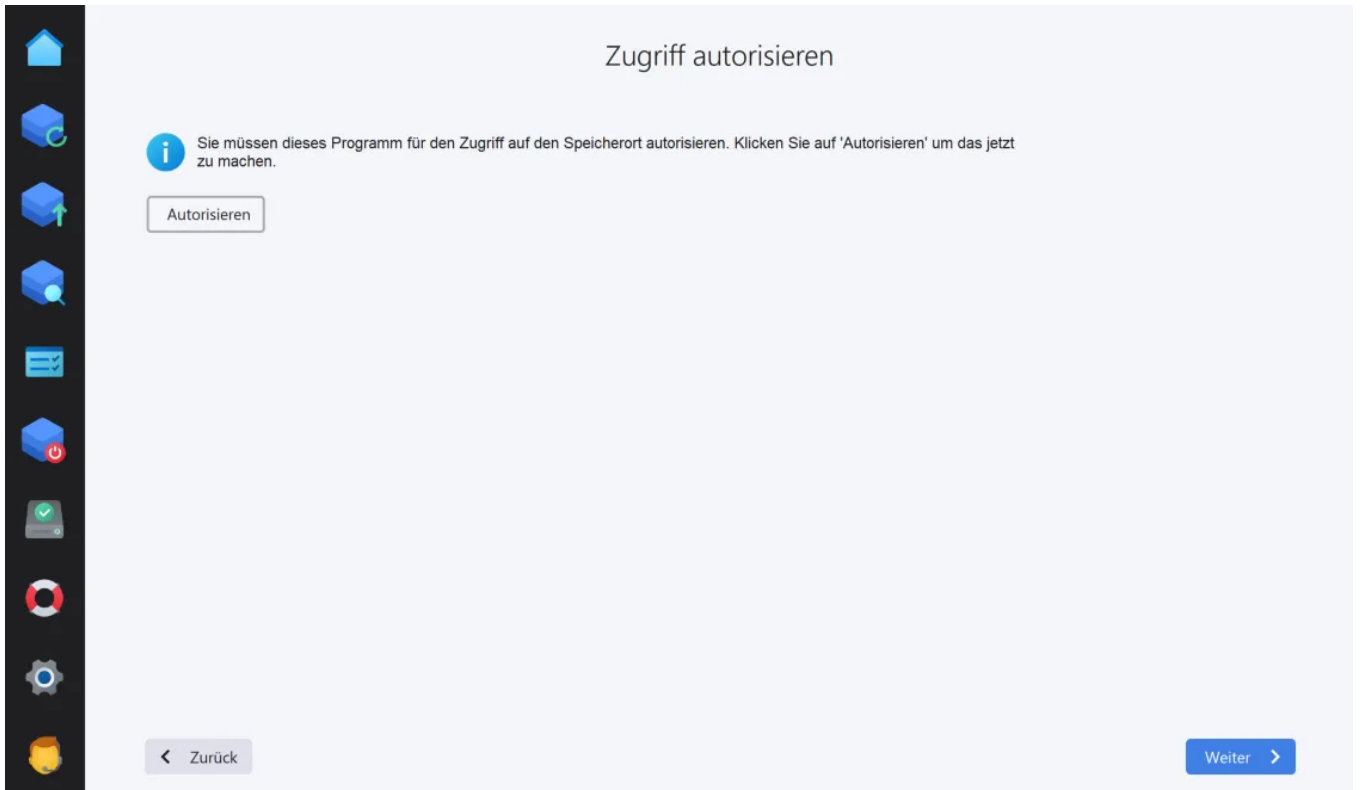 Zugriff autorisieren
Sie müssen dieses Programm für den Zugriff auf den Speicherort autorisieren. Klicken Sie auf 'Autorisieren' um das jetzt
zu machen.
Autorisieren
Zurück
Weiter